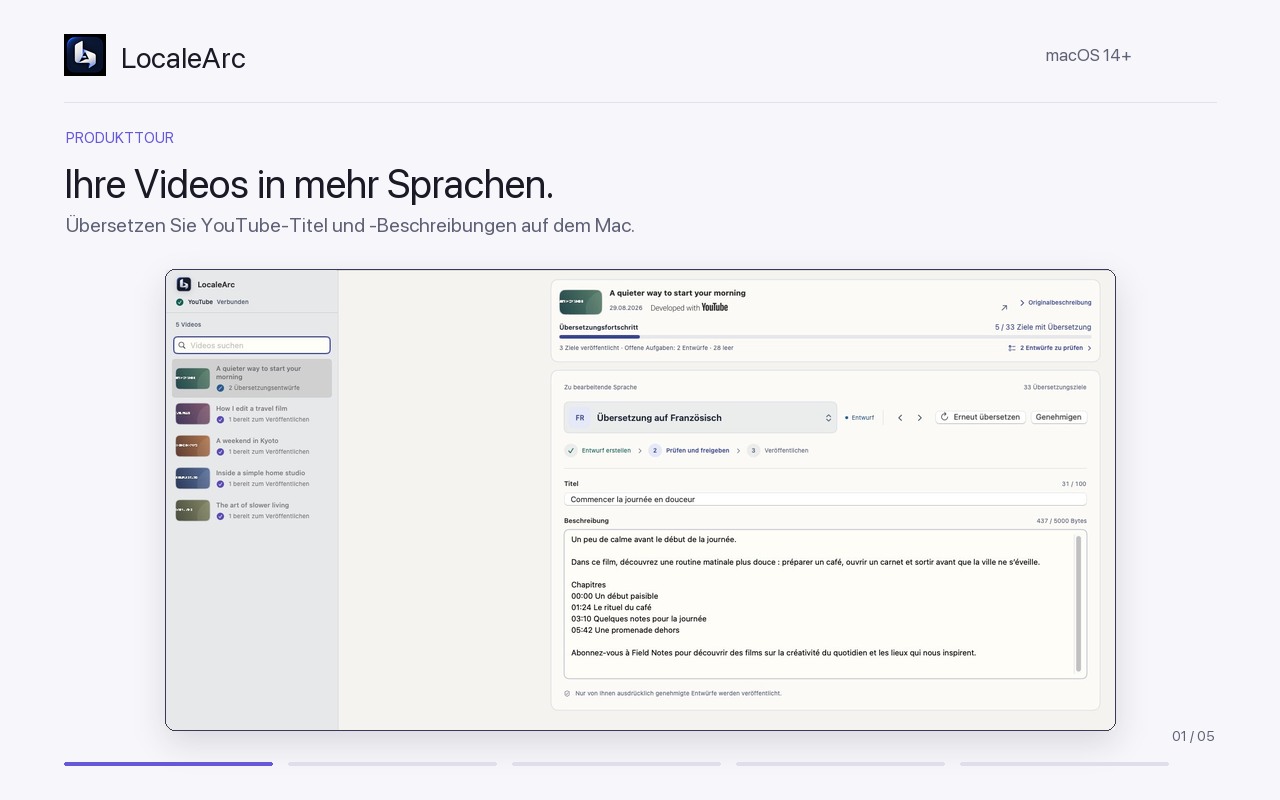 LocaleArc
macOS 14+
PRODUKTTOUR
Ihre Videos in mehr Sprachen.
Übersetzen Sie YouTube-Titel und -Beschreibungen auf dem Mac.
LocaleArc
YouTube Verbunden
5 Videos
Videos suchen
A quieter way to start your
morning
2 Übersetzungsentwürfe
How I edit a travel film
1 bereit zum Veröffentlichen
A weekend in Kyoto
1 bereit zum Veröffentlichen
Inside a simple home studio
1 bereit zum Veröffentlichen
The art of slower living
1 bereit zum Veröffentlichen
A quieter way to start your morning
29.08.2026 Developed with YouTube
Originalbeschreibung
Übersetzungsfortschritt
5 / 33 Ziele mit Übersetzung
3 Ziele veröffentlicht · Offene Aufgaben: 2 Entwürfe · 28 leer
2 Entwürfe zu prüfen
Zu bearbeitende Sprache
33 Übersetzungsziele
FR Übersetzung auf Französisch
Entwurf
Erneut übersetzen
Genehmigen
Entwurf erstellen
2 Prüfen und freigeben
3 Veröffentlichen
Titel
31 / 100
Commencer la journée en douceur
Beschreibung
437 / 5000 Bytes
Un peu de calme avant le début de la journée.
Dans ce film, découvrez une routine matinale plus douce : préparer un café, ouvrir un carnet et sortir avant que la ville ne s'éveille.
Chapitres
00:00 Un début paisible
01:24 Le rituel du café
03:10 Quelques notes pour la journée
05:42 Une promenade dehors
Abonnez-vous à Field Notes pour découvrir des films sur la créativité du quotidien et les lieux qui nous inspirent.
Nur von Ihnen ausdrücklich genehmigte Entwürfe werden veröffentlicht.
01 / 05